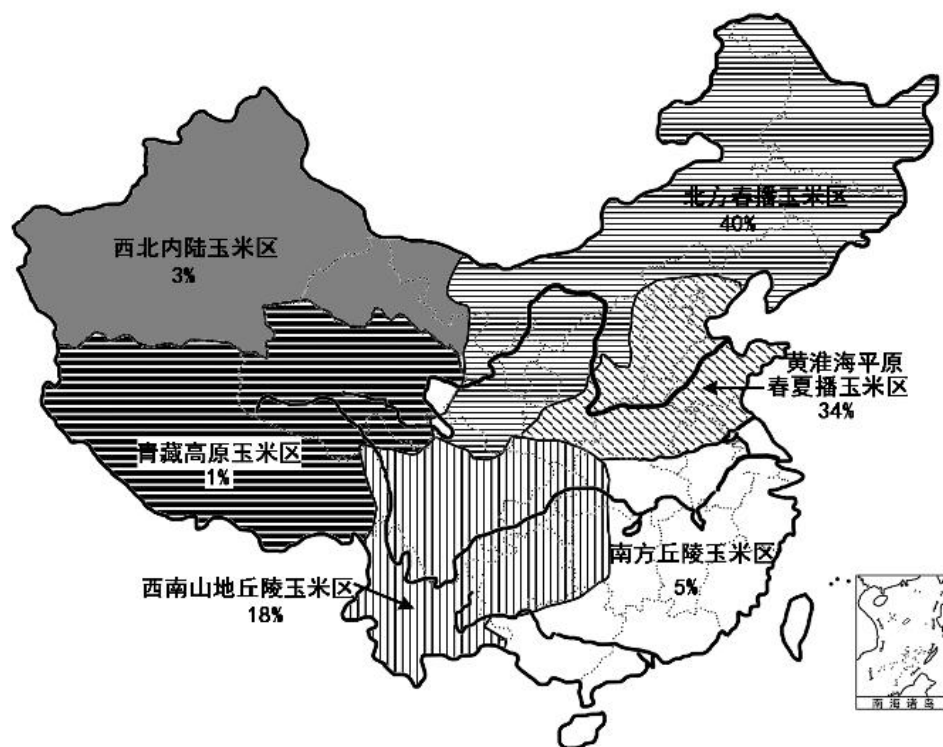 北方春播玉米区
40%
西北内陆玉米区
3%
黄淮海平原
春夏播玉米区
34%
青藏高原玉米区
1%
南方丘陵玉米区
5%
西南山地丘陵玉米区
18%
南海诸岛